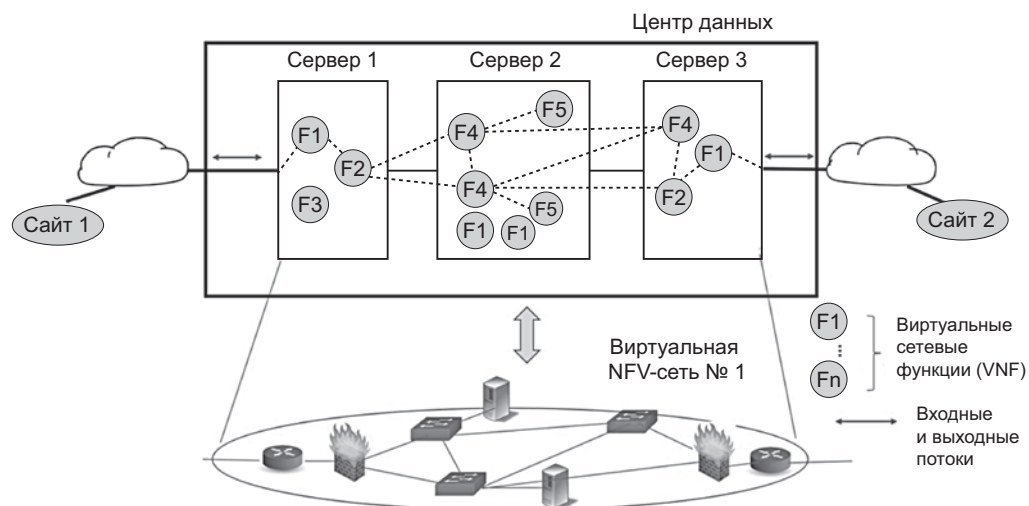 Центр данных
Сервер 1
Сервер 2
Сервер 3
F1
F2
F3
F4
F5
F4
F5
F1
F1
F4
F1
F2
Сайт 1
Сайт 2
Виртуальная
NFV-сеть № 1
F1
Fn
Виртуальные
сетевые
функции (VNF)
Входные
и выходные
потоки